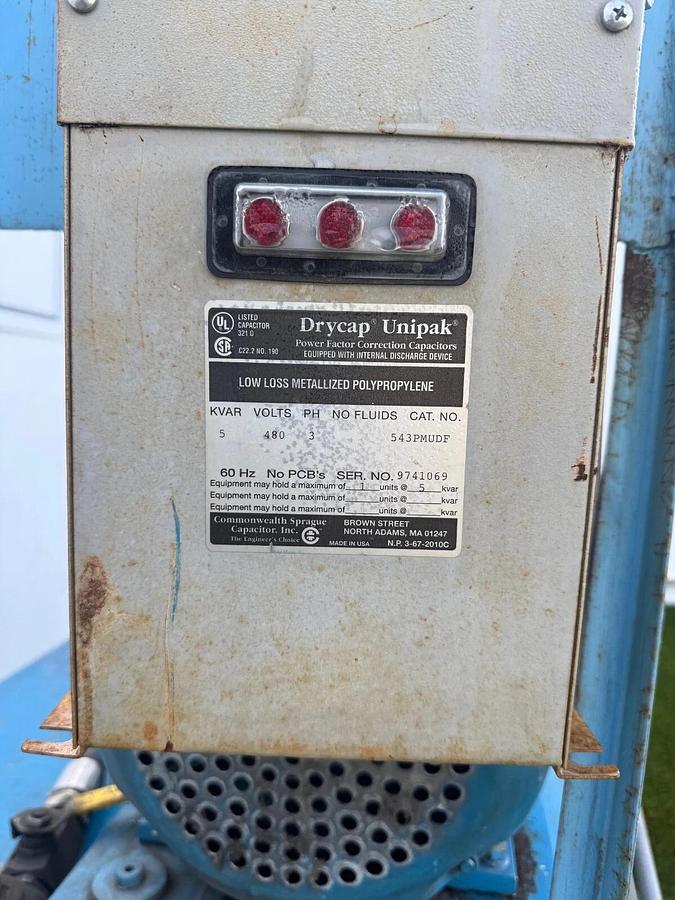 UL LISTED
CAPACITOR
321 G
Drycap® Unipak®
Power Factor Correction Capacitors
C22.2 NO. 190
EQUIPPED WITH INTERNAL DISCHARGE DEVICE
LOW LOSS METALLIZED POLYPROPYLENE
KVAR VOLTS PH NO FLUIDS CAT. NO.
5 480 3 543PMUDF
60 Hz No PCB's SER. NO. 9741069
Equipment may hold a maximum of 1 units @ 5 kvar
Equipment may hold a maximum of units @ kvar
Equipment may hold a maximum of units @ kvar
Commonwealth Sprague
Capacitor, Inc.
The Engineer's Choice
BROWN STREET
NORTH ADAMS, MA 01247
MADE IN USA N.P. 3-67-2010C